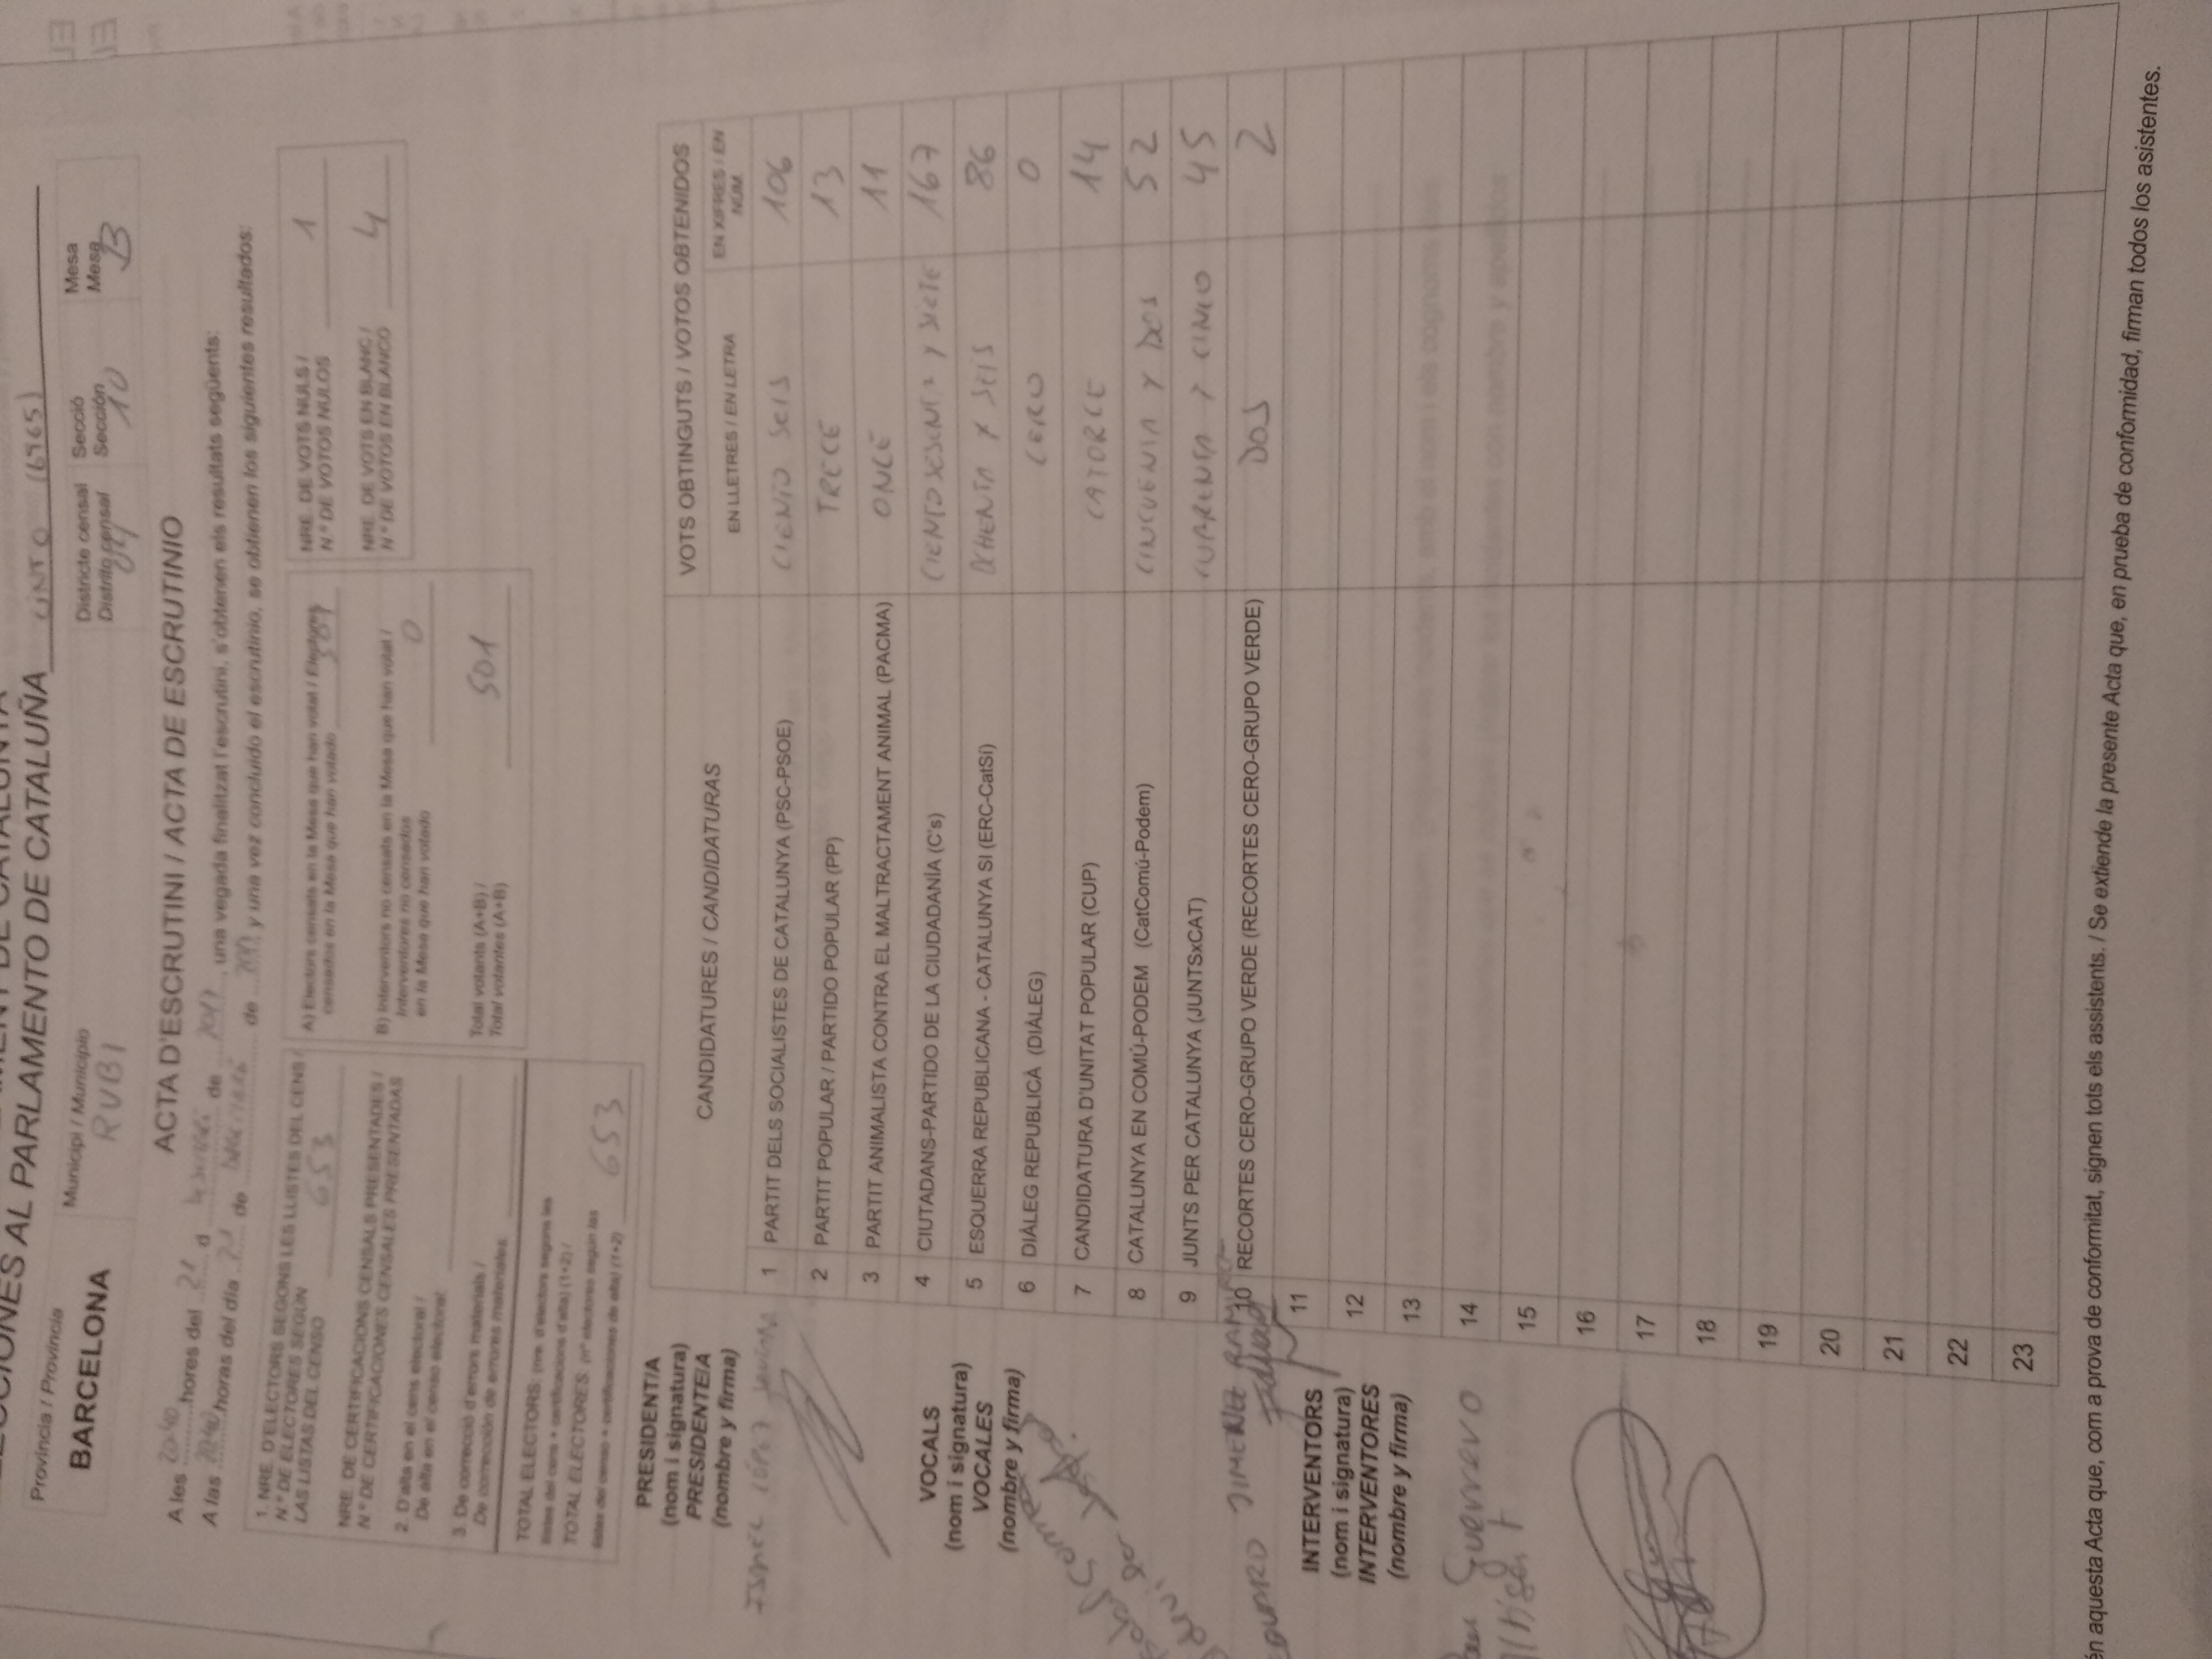 ELECCIONES AL PARLAMENTO DE CATALUÑA (6965)
Província / Provincia
BARCELONA
Municipi / Municipio
RUBI
Districte censal
Distrito censal
04
Secció
Sección
10
Mesa
Mesa
B
ACTA D'ESCRUTINI / ACTA DE ESCRUTINIO
A les 20:40 hores del 21 d de 2017, una vegada finalitzat l'escrutini, s'obtenen els resultats següents:
A las 20:40 horas del día 21 de de y una vez concluido el escrutinio, se obtienen los siguientes resultados:
1. NRE. D'ELECTORS SEGONS LES LLISTES DEL CENS /
N.º DE ELECTORES SEGÚN
LAS LISTAS DEL CENSO 653
NRE. DE CERTIFICACIONS CENSALS PRESENTADES /
N.º DE CERTIFICACIONES CENSALES PRESENTADAS
2. D'alta en el cens electoral /
De alta en el censo electoral:
3. De correcció d'errors materials /
De corrección de errores materiales:
TOTAL ELECTORS: (nre. d'electors segons les
llistes del cens + certificacions d'alta) (1+2) /
TOTAL ELECTORES: (nº electores según las
listas del censo + certificaciones de alta) (1+2) 653
A) Electors censats en la Mesa que han votat / Electores
censados en la Mesa que han votado 501
B) Interventors no censats en la Mesa que han votat /
Interventores no censados
en la Mesa que han votado 0
Total votants (A+B) /
Total votantes (A+B) 501
NRE. DE VOTS NULS /
N.º DE VOTOS NULOS 1
NRE. DE VOTS EN BLANC /
N.º DE VOTOS EN BLANCO 4
PRESIDENT/A
(nom i signatura)
PRESIDENTE/A
(nombre y firma)
LÓPEZ
VOCALS
(nom i signatura)
VOCALES
(nombre y firma)
JIMENEZ
INTERVENTORS
(nom i signatura)
INTERVENTORES
(nombre y firma)
Guerrero
CANDIDATURES / CANDIDATURAS
VOTS OBTINGUTS / VOTOS OBTENIDOS
EN LLETRES / EN LETRA
EN XIFRES / EN
NÚM.
1 PARTIT DELS SOCIALISTES DE CATALUNYA (PSC-PSOE) CIENTO SEIS 106
2 PARTIT POPULAR / PARTIDO POPULAR (PP) TRECE 13
3 PARTIT ANIMALISTA CONTRA EL MALTRACTAMENT ANIMAL (PACMA) ONCE 11
4 CIUTADANS-PARTIDO DE LA CIUDADANÍA (C's) CIENTO SESENTA Y SIETE 167
5 ESQUERRA REPUBLICANA - CATALUNYA SI (ERC-CatSí) OCHENTA Y SEIS 86
6 DIÀLEG REPUBLICÀ (DIÀLEG) CERO 0
7 CANDIDATURA D'UNITAT POPULAR (CUP) CATORCE 14
8 CATALUNYA EN COMÚ-PODEM (CatComú-Podem) CINCUENTA Y DOS 52
9 JUNTS PER CATALUNYA (JUNTSxCAT) CUARENTA Y CINCO 45
10 RECORTES CERO-GRUPO VERDE (RECORTES CERO-GRUPO VERDE) DOS 2
11
12
13
14
15
16
17
18
19
20
21
22
23
aquesta Acta que, com a prova de conformitat, signen tots els assistents. / Se extiende la presente Acta que, en prueba de conformidad, firman todos los asistentes.